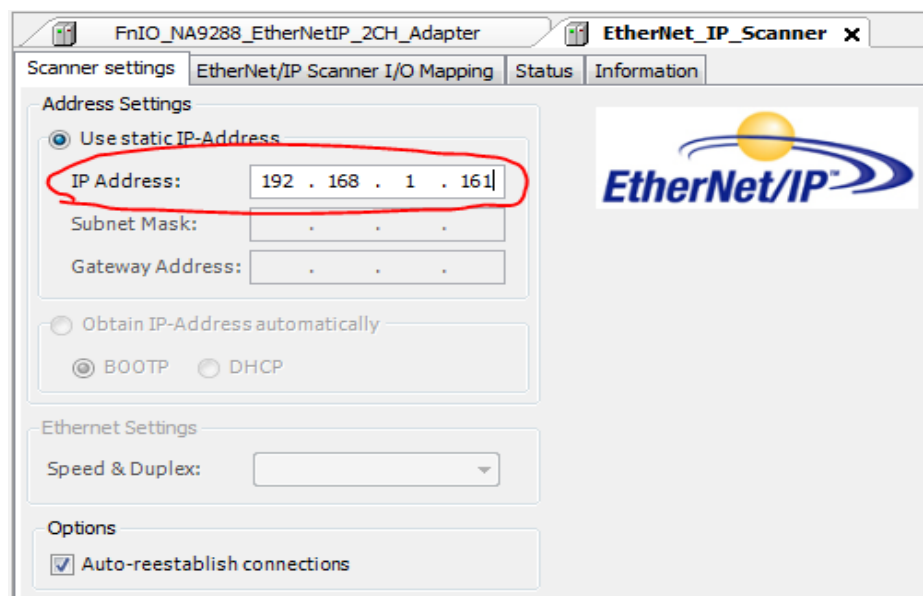 FnIO_NA9288_EtherNetIP_2CH_Adapter EtherNet_IP_Scanner x
Scanner settings EtherNet/IP Scanner I/O Mapping Status Information
Address Settings
Use static IP-Address
IP Address: 192 . 168 . 1 . 161
EtherNet/IP™
Subnet Mask: . . .
Gateway Address: . . .
Obtain IP-Address automatically
BOOTP DHCP
Ethernet Settings
Speed & Duplex:
Options
Auto-reestablish connections